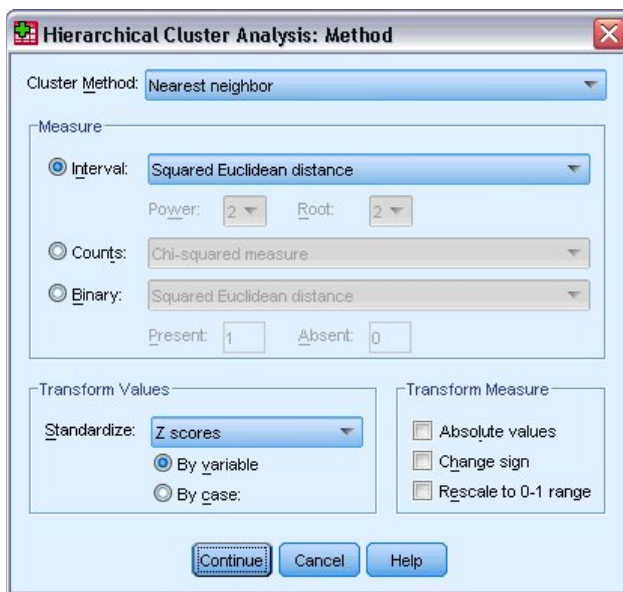 Hierarchical Cluster Analysis: Method
Cluster Method: Nearest neighbor
Measure
Interval: Squared Euclidean distance
Power: 2 Root: 2
Counts: Chi-squared measure
Binary: Squared Euclidean distance
Present: 1 Absent: 0
Transform Values
Standardize: Z scores
By variable
By case:
Transform Measure
Absolute values
Change sign
Rescale to 0-1 range
Continue Cancel Help